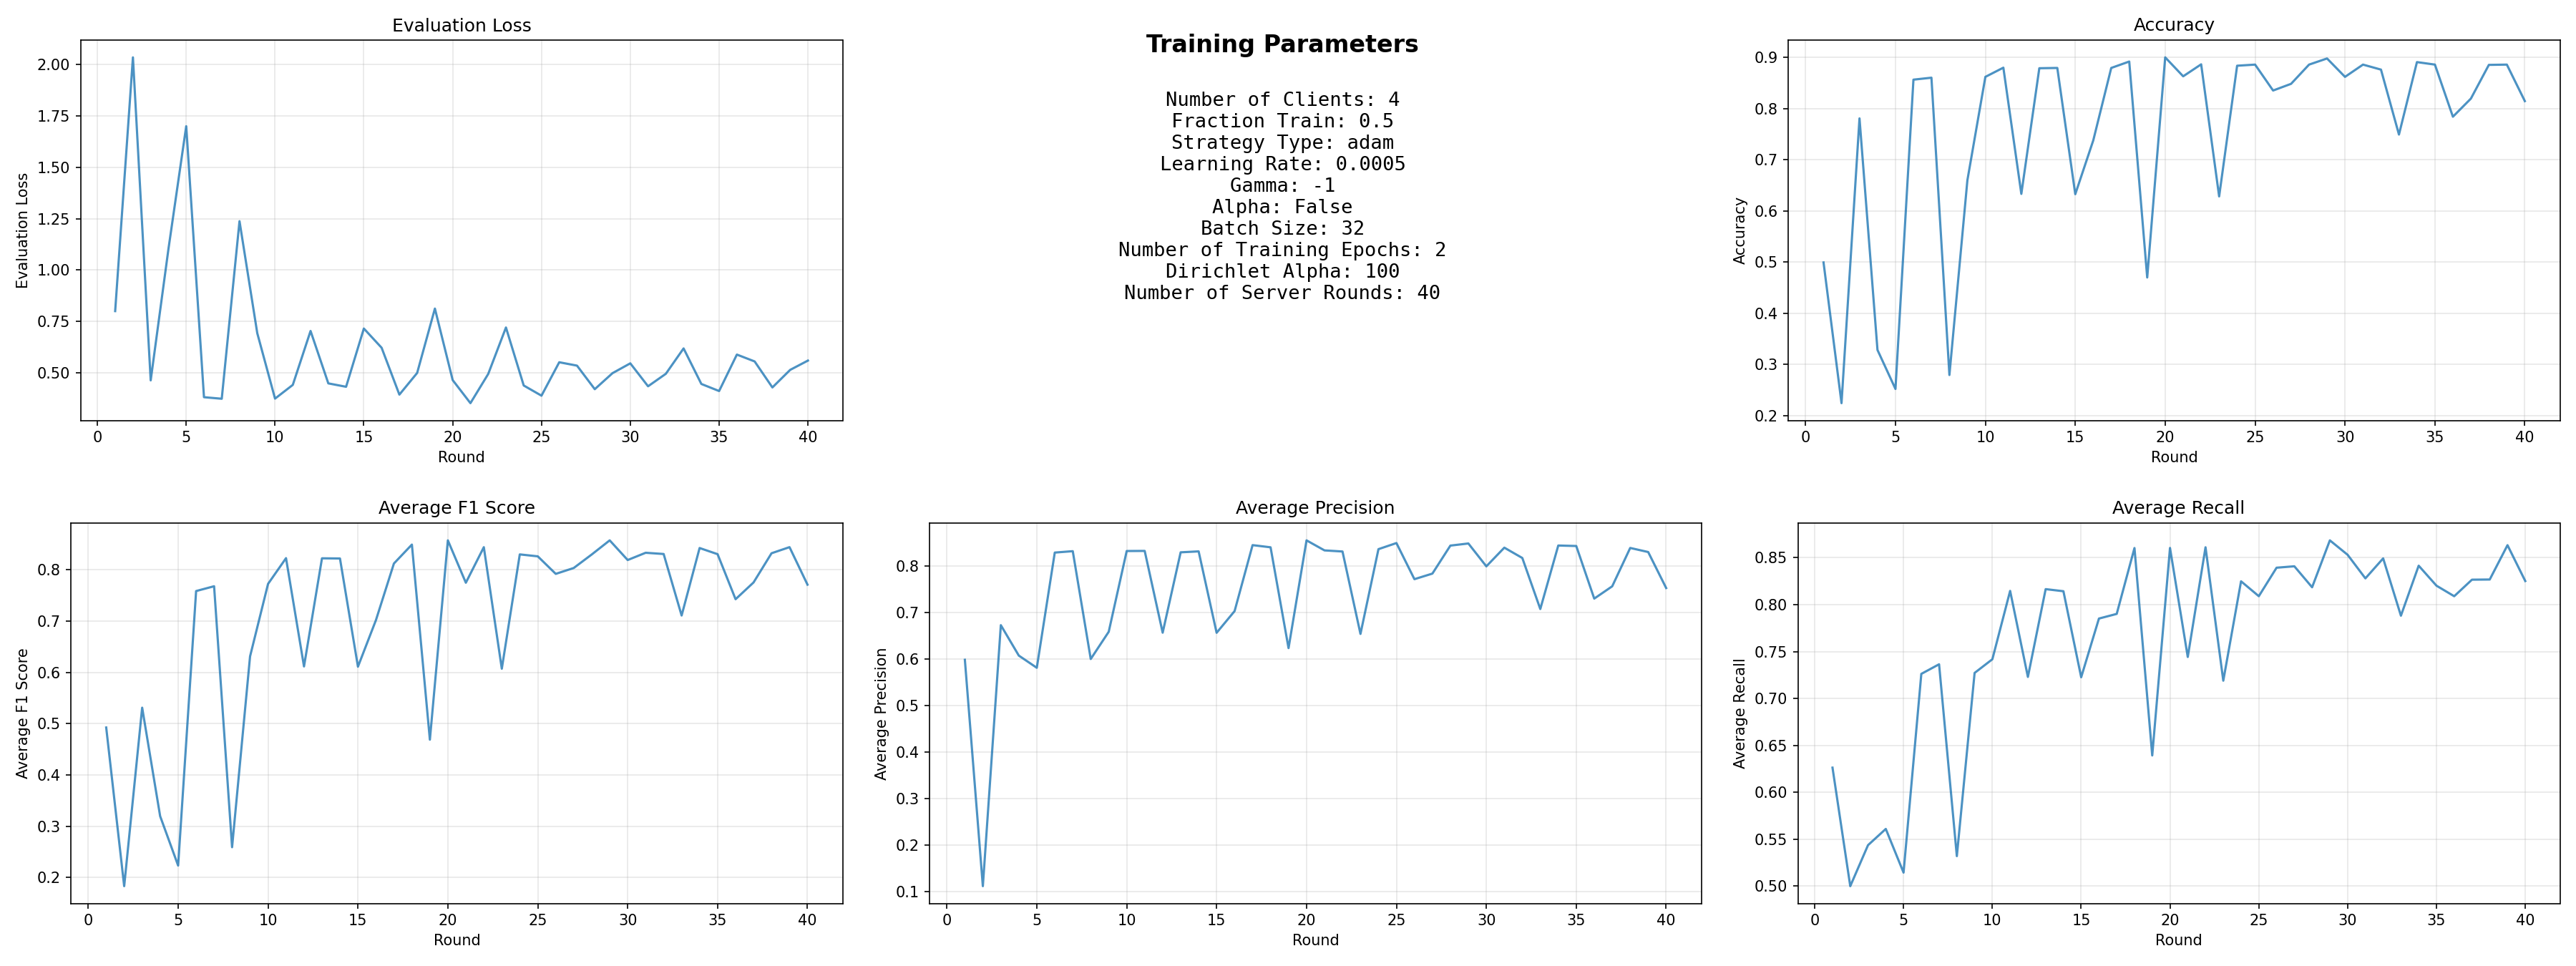 Evaluation Loss
Evaluation Loss
2.00
1.75
1.50
1.25
1.00
0.75
0.50
0 5 10 15 20 25 30 35 40
Round
Training Parameters
Number of Clients: 4
Fraction Train: 0.5
Strategy Type: adam
Learning Rate: 0.0005
Gamma: -1
Alpha: False
Batch Size: 32
Number of Training Epochs: 2
Dirichlet Alpha: 100
Number of Server Rounds: 40
Accuracy
Accuracy
0.9
0.8
0.7
0.6
0.5
0.4
0.3
0.2
0 5 10 15 20 25 30 35 40
Round
Average F1 Score
Average F1 Score
0.8
0.7
0.6
0.5
0.4
0.3
0.2
0 5 10 15 20 25 30 35 40
Round
Average Precision
Average Precision
0.8
0.7
0.6
0.5
0.4
0.3
0.2
0.1
0 5 10 15 20 25 30 35 40
Round
Average Recall
Average Recall
0.85
0.80
0.75
0.70
0.65
0.60
0.55
0.50
0 5 10 15 20 25 30 35 40
Round